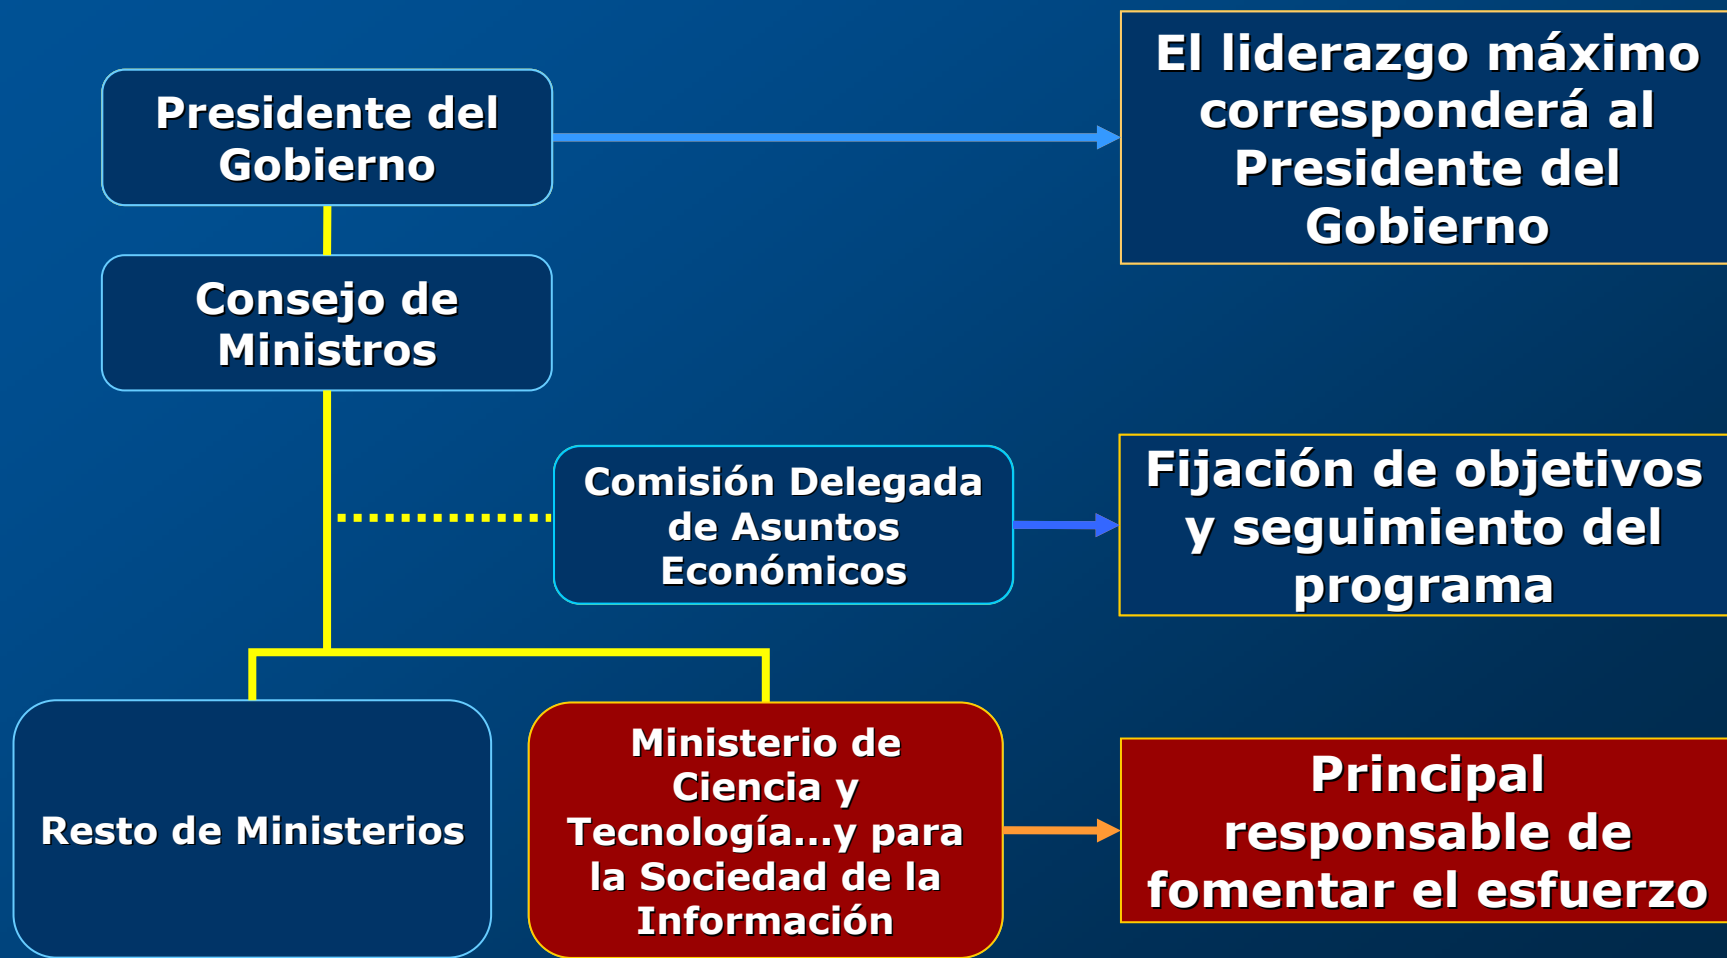 Presidente del
Gobierno
El liderazgo máximo
corresponderá al
Presidente del
Gobierno
Consejo de
Ministros
Comisión Delegada
de Asuntos
Económicos
Fijación de objetivos
y seguimiento del
programa
Resto de Ministerios
Ministerio de
Ciencia y
Tecnología...y para
la Sociedad de la
Información
Principal
responsable de
fomentar el esfuerzo